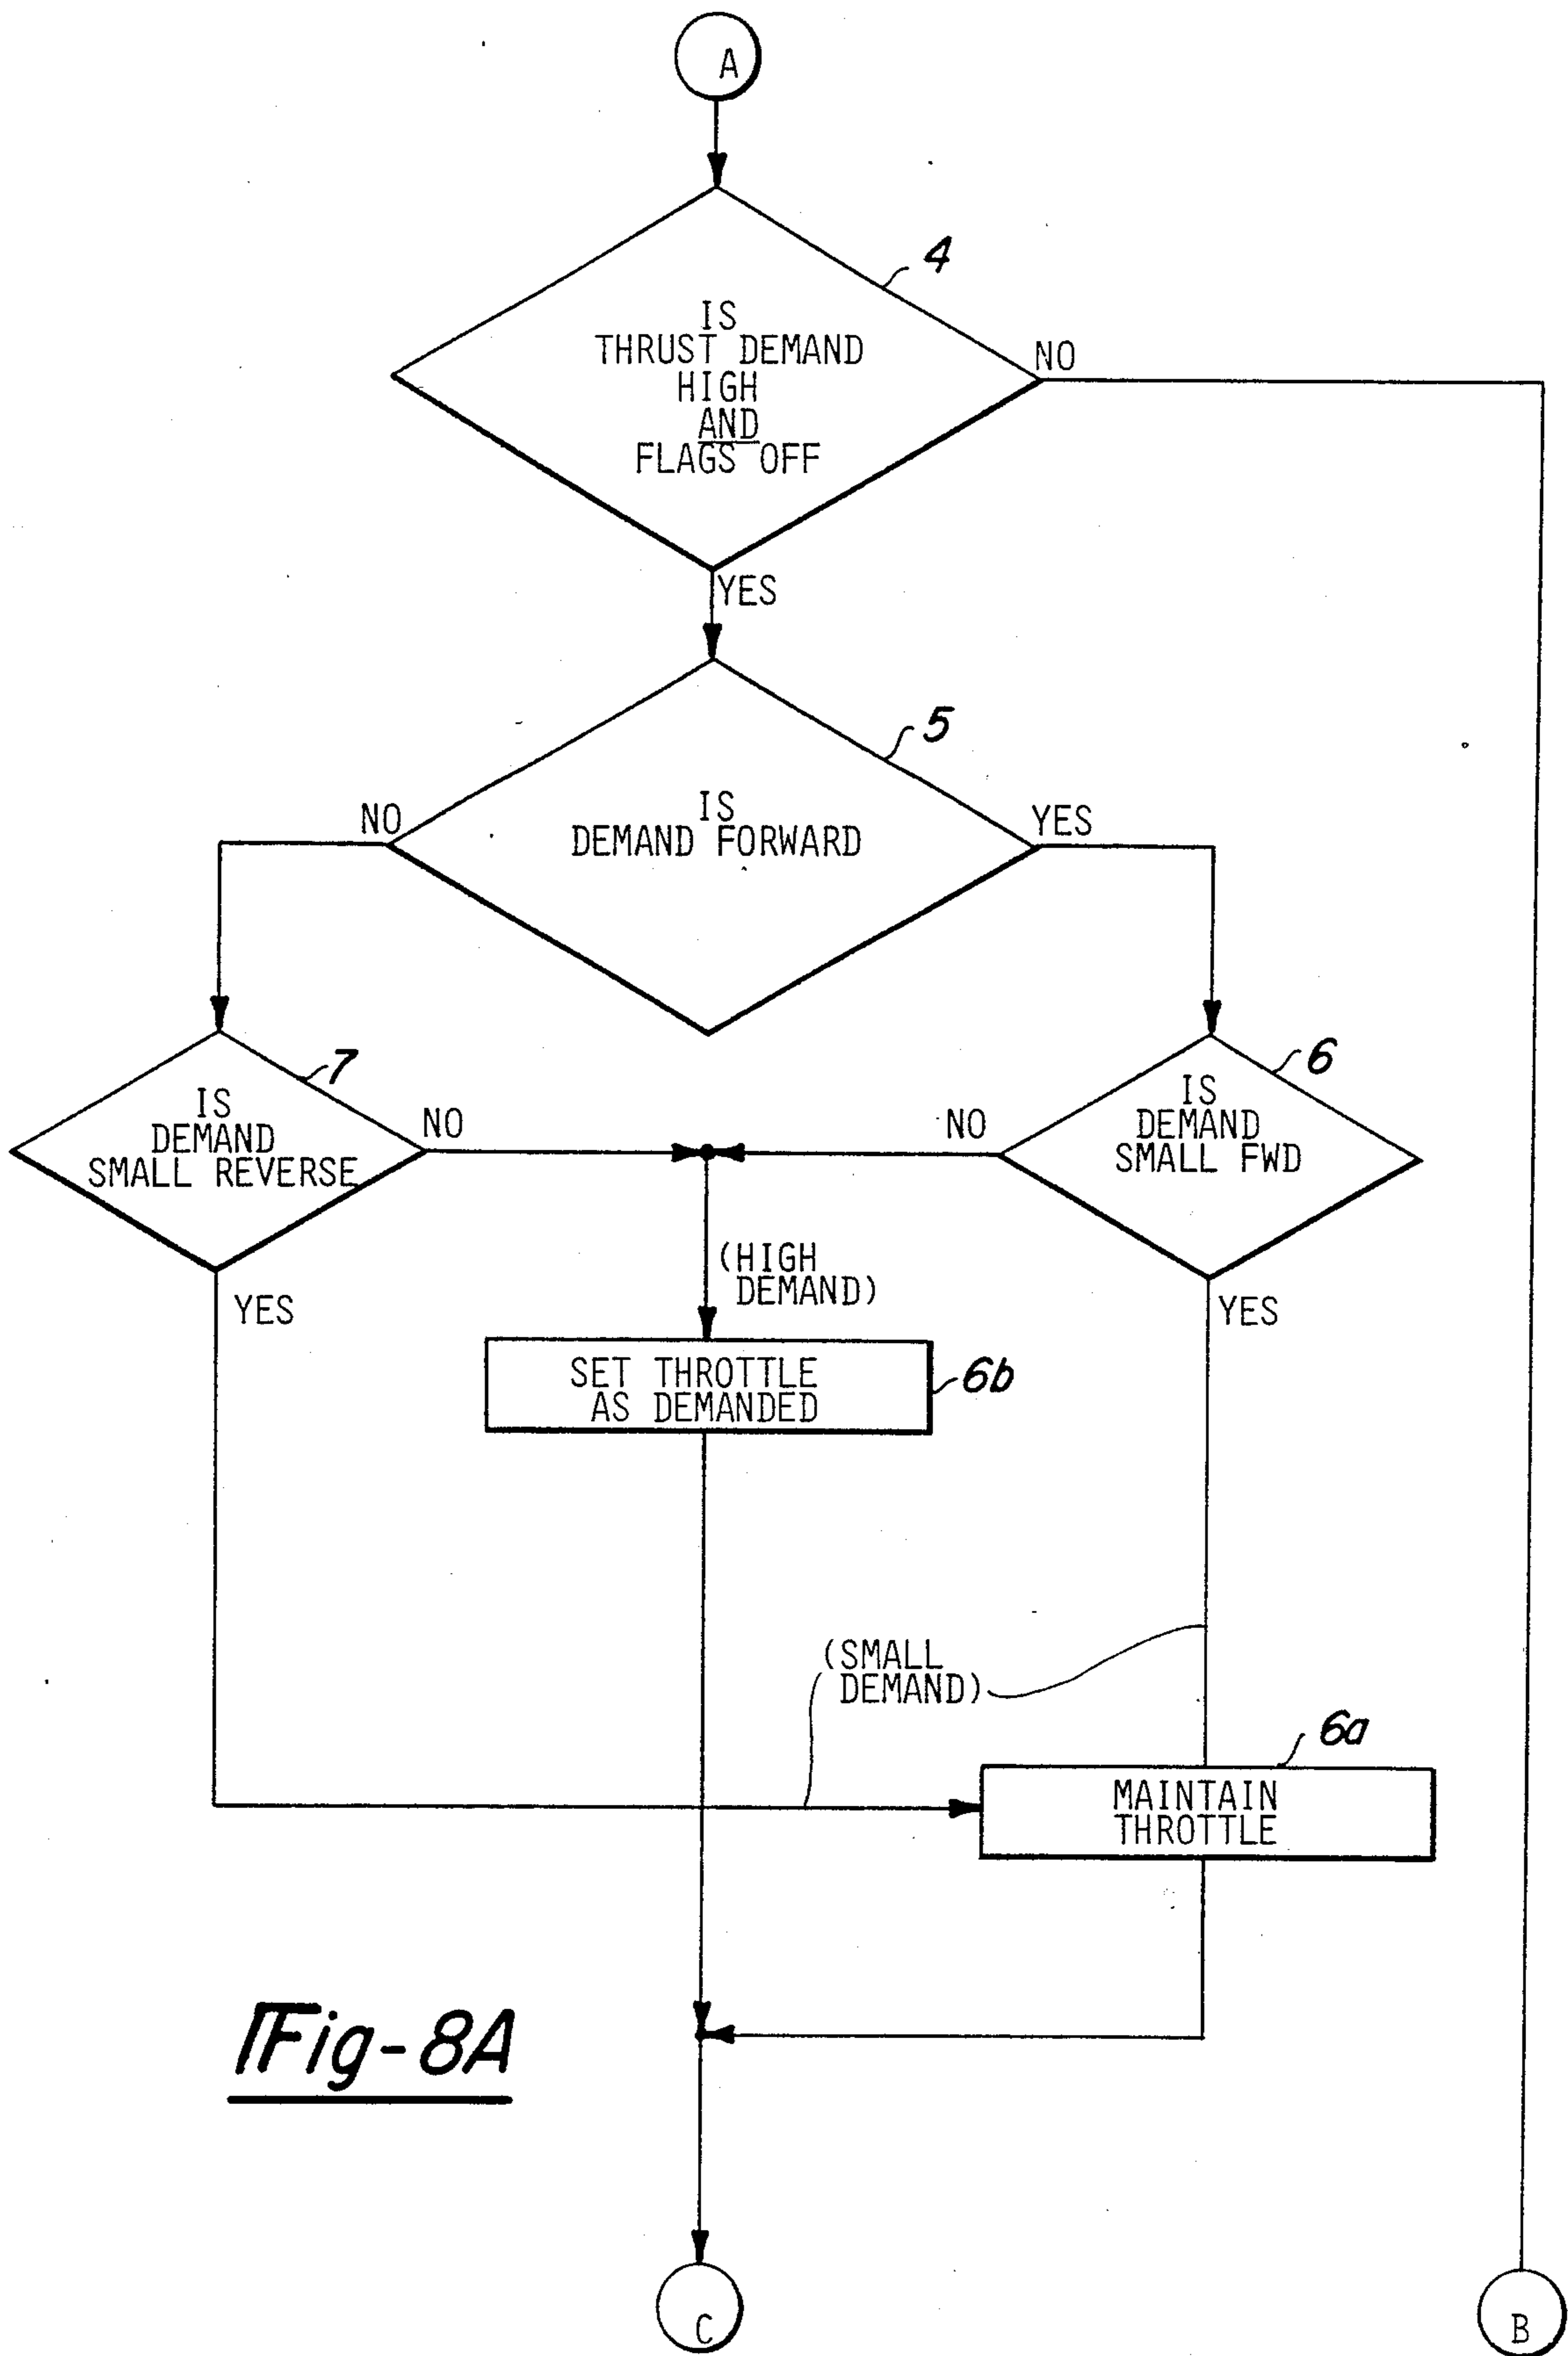 A
4
IS
THRUST DEMAND
HIGH
AND
FLAGS OFF
NO
YES
5
IS
DEMAND FORWARD
NO
YES
7
IS
DEMAND
SMALL REVERSE
NO
YES
6
IS
DEMAND
SMALL FWD
NO
YES
(HIGH
DEMAND)
SET THROTTLE
AS DEMANDED
6b
(SMALL
DEMAND)
6a
MAINTAIN
THROTTLE
Fig-8A
C
B